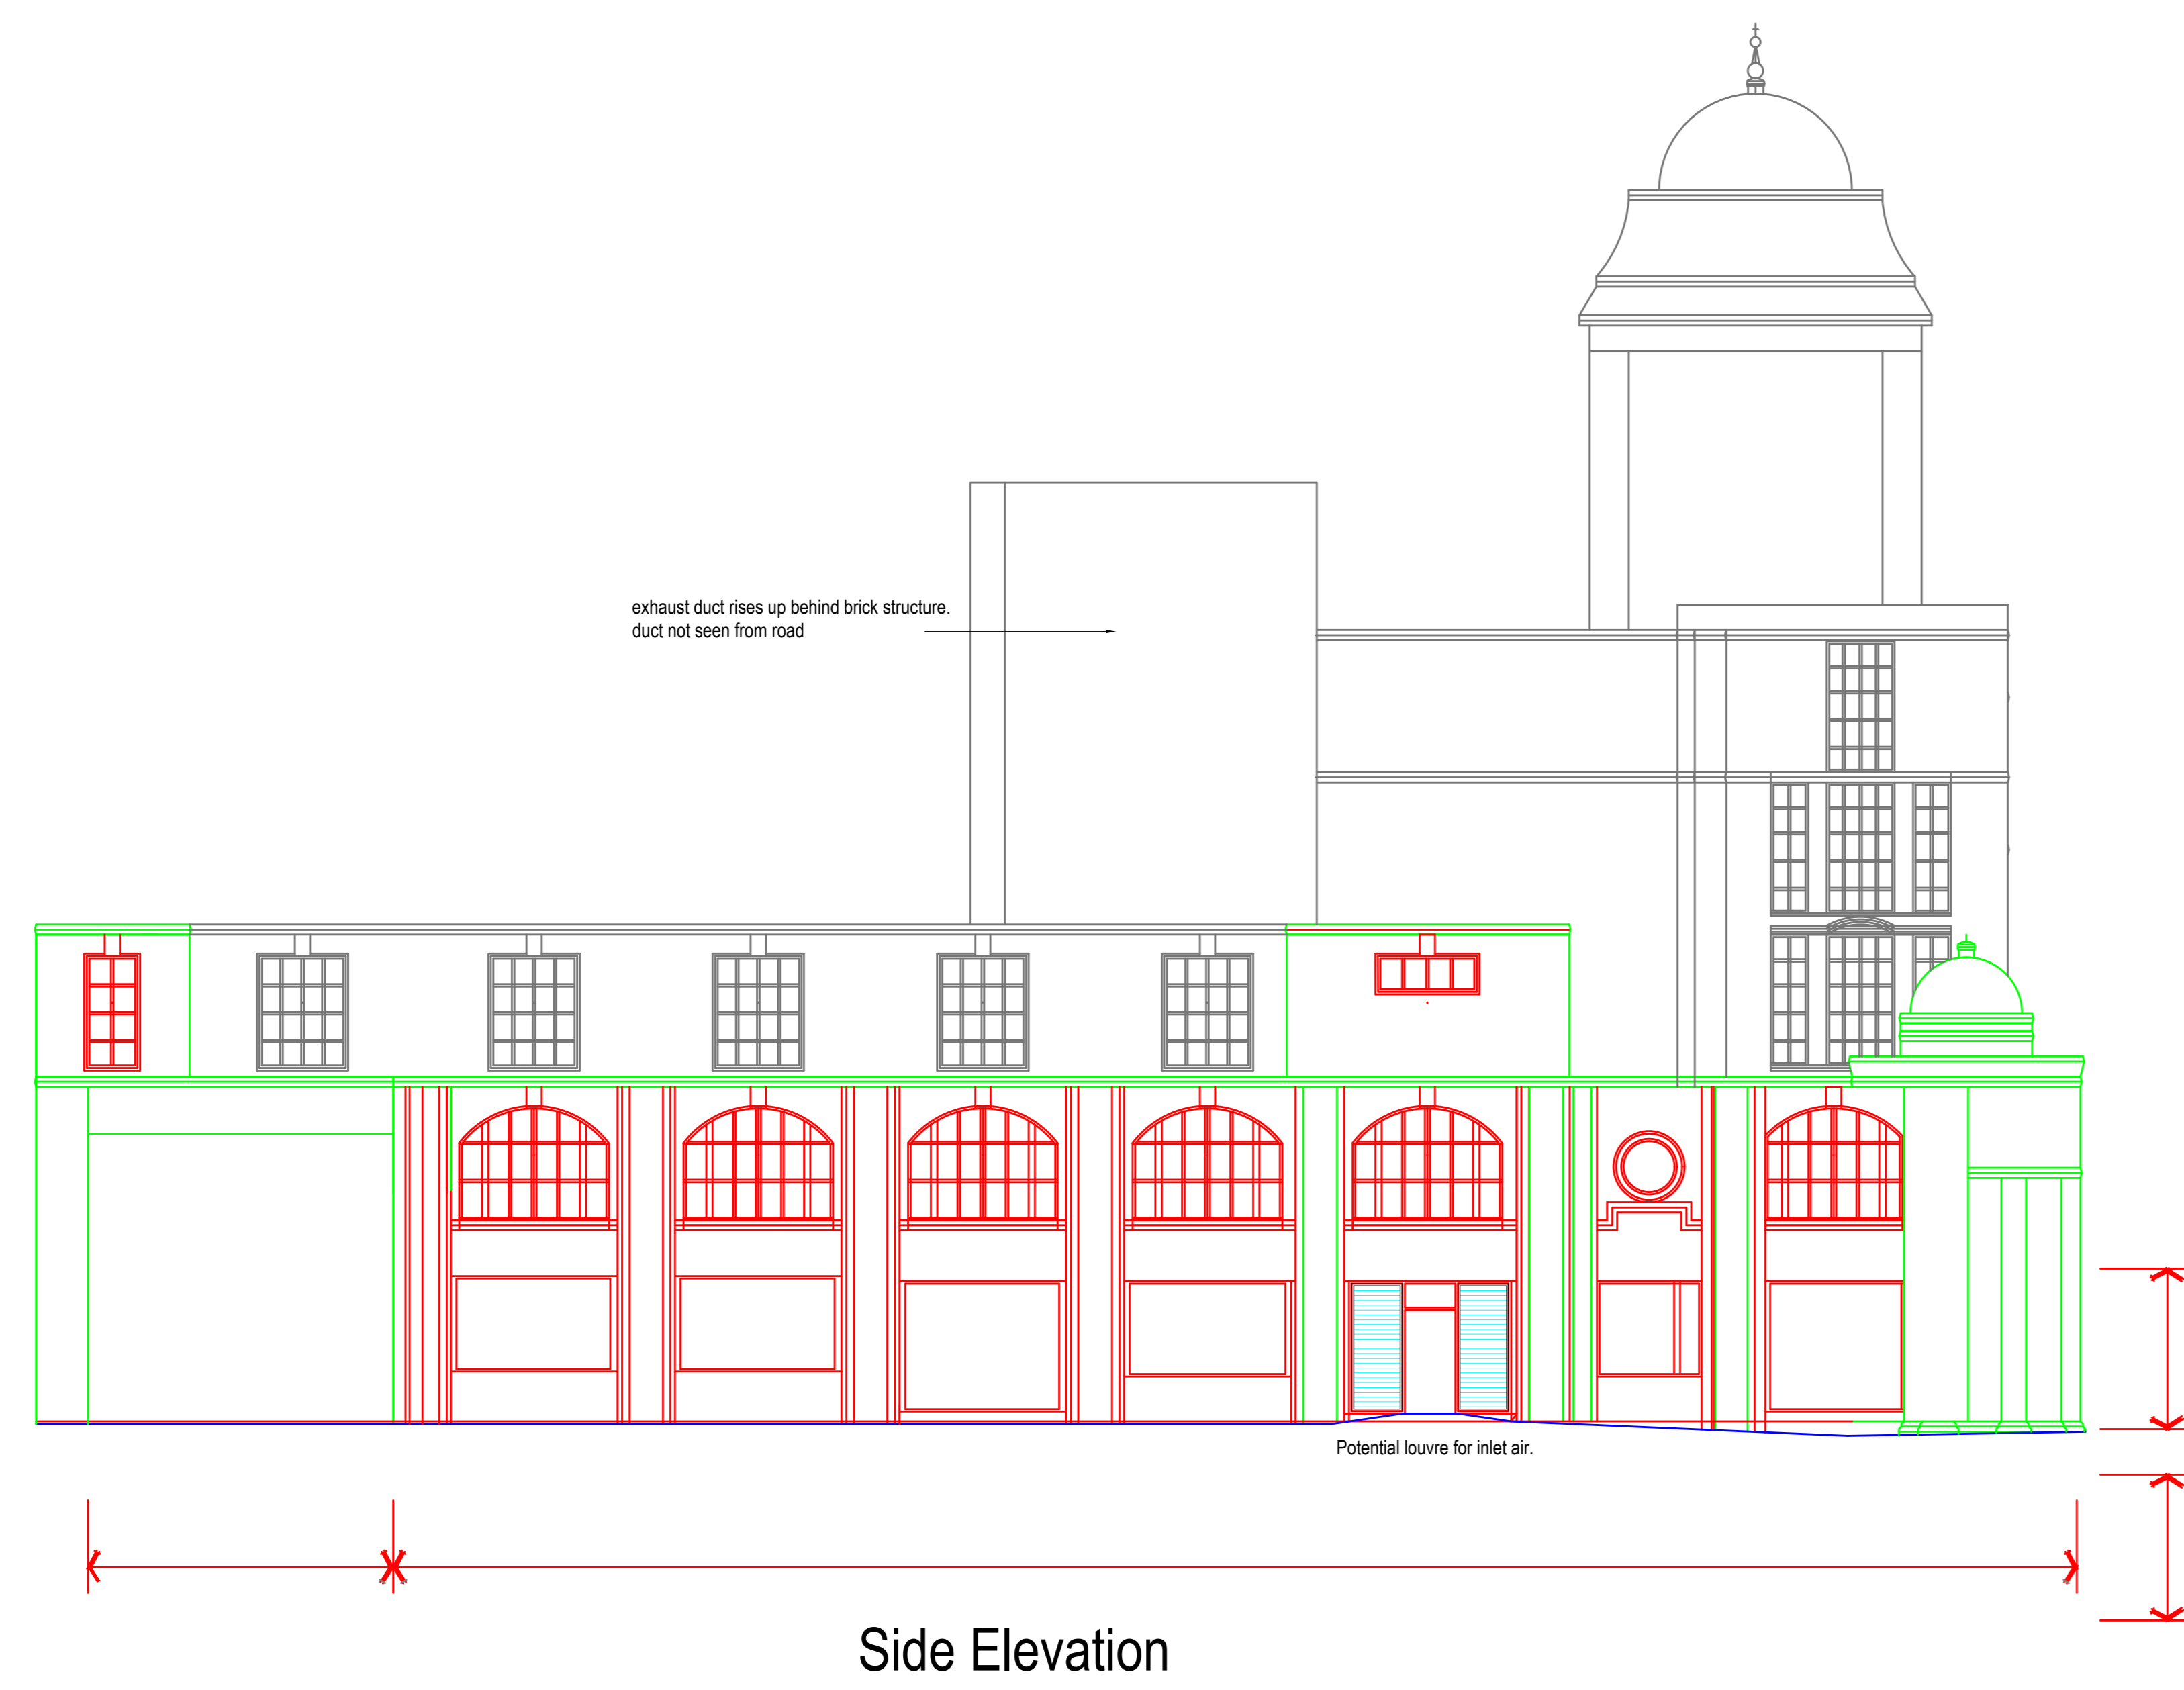 exhaust duct rises up behind brick structure.
duct not seen from road
Potential louvre for inlet air.
Side Elevation